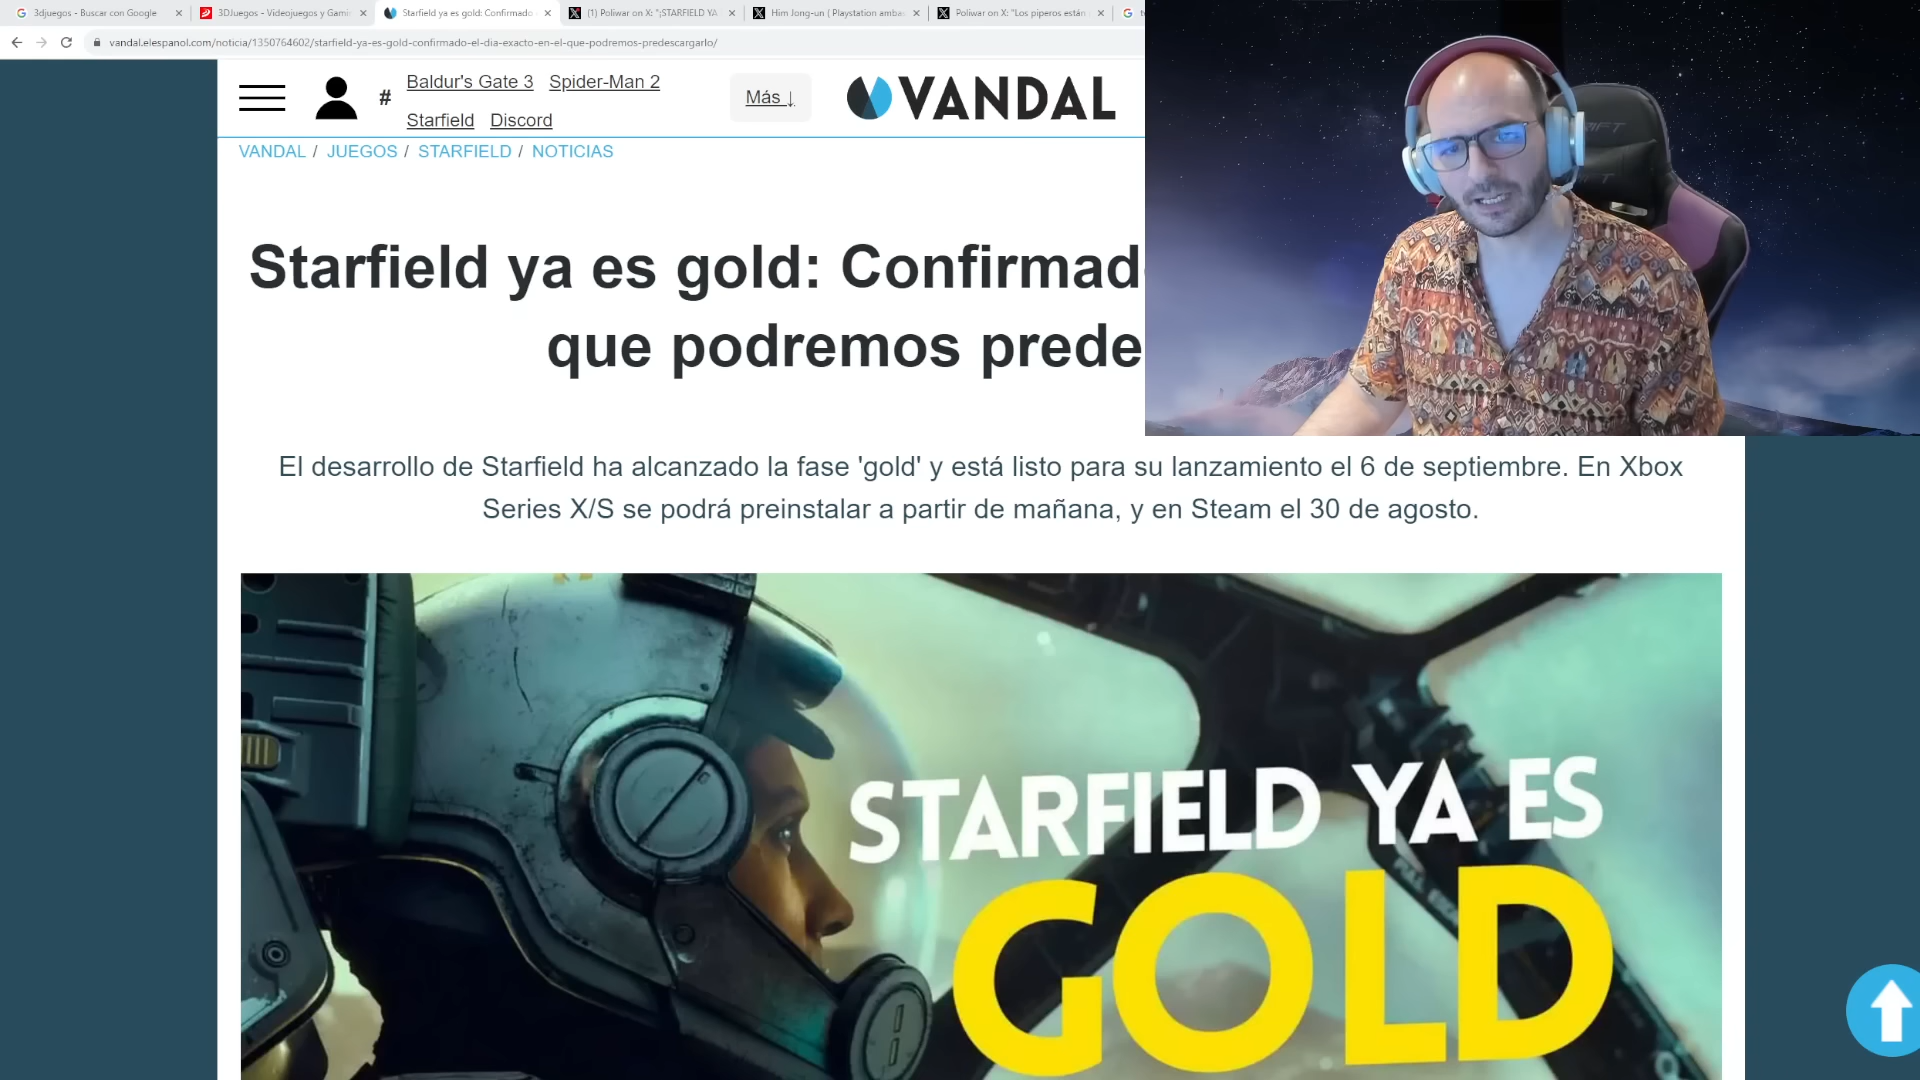 3djuegos - Buscar con Google
3DJuegos - Videojuegos y Gami
Starfield ya es gold: Confirmado
(1) Poliwar on X: "¡STARFIELD YA
Him Jong-un ( Playstation amba
Poliwar on X: "Los piperos están
vandal.elespanol.com/noticia/1350764602/starfield-ya-es-gold-confirmado-el-dia-exacto-en-el-que-podremos-predescargarlo/
# Baldur's Gate 3 Spider-Man 2
Starfield Discord
Más ↓
VANDAL
VANDAL / JUEGOS / STARFIELD / NOTICIAS
Starfield ya es gold: Confirmad
que podremos prede
El desarrollo de Starfield ha alcanzado la fase 'gold' y está listo para su lanzamiento el 6 de septiembre. En Xbox
Series X/S se podrá preinstalar a partir de mañana, y en Steam el 30 de agosto.
STARFIELD YA ES
GOLD